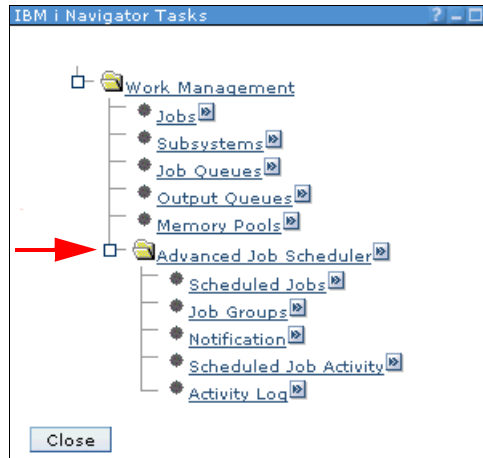 IBM i Navigator Tasks
Work Management
Jobs
Subsystems
Job Queues
Output Queues
Memory Pools
Advanced Job Scheduler
Scheduled Jobs
Job Groups
Notification
Scheduled Job Activity
Activity Log
Close